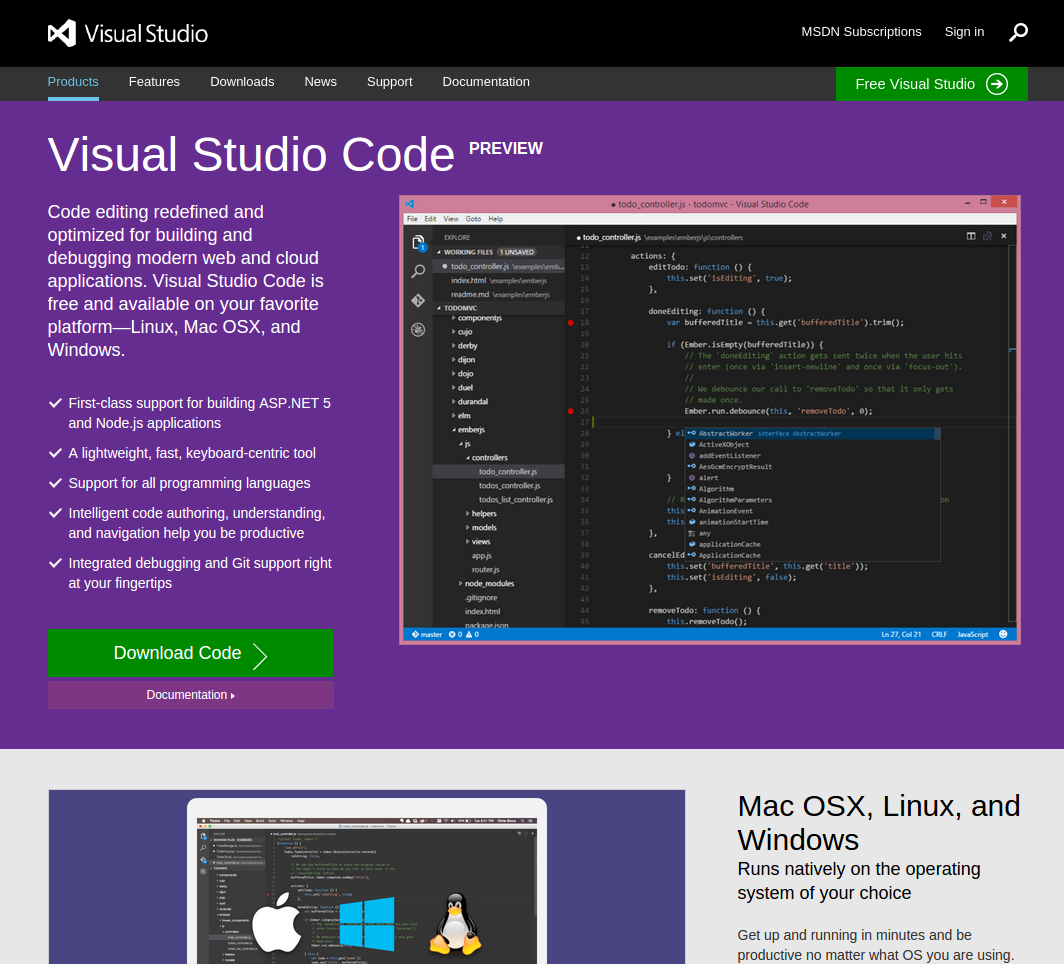 Visual Studio
MSDN Subscriptions Sign in
Products Features Downloads News Support Documentation
Free Visual Studio
Visual Studio Code PREVIEW
Code editing redefined and
optimized for building and
debugging modern web and cloud
applications. Visual Studio Code is
free and available on your favorite
platform—Linux, Mac OSX, and
Windows.
First-class support for building ASP.NET 5
and Node.js applications
A lightweight, fast, keyboard-centric tool
Support for all programming languages
Intelligent code authoring, understanding,
and navigation help you be productive
Integrated debugging and Git support right
at your fingertips
Download Code
Documentation
todo_controller.js - todomvc - Visual Studio Code
File Edit View Goto Help
EXPLORE
WORKING FILES 1 UNSAVED
todo_controller.js \examples\emb...
index.html \examples\emberjs
readme.md \examples\emberjs
TODOMVC
componentjs
cujo
derby
dijon
dojo
duel
durandal
elm
emberjs
js
controllers
todo_controller.js
todos_controller.js
todos_list_controller.js
helpers
models
views
app.js
router.js
node_modules
.gitignore
index.html
package.json
todo_controller.js \examples\emberjs\js\controllers
12 actions: {
13 editTodo: function () {
14 this.set('isEditing', true);
15 },
16
17 doneEditing: function () {
18 var bufferedTitle = this.get('bufferedTitle').trim();
19
20 if (Ember.isEmpty(bufferedTitle)) {
21 // The `doneEditing` action gets sent twice when the user hits
22 // enter (once via 'insert-newline' and once via 'focus-out').
23 //
24 // We debounce our call to 'removeTodo' so that it only gets
25 // made once.
26 Ember.run.debounce(this, 'removeTodo', 0);
27
28 } el
29
30
31
32 }
33
34 // R on
35 this
36 this
37 },
38
39 cancelEd
40 this.set('bufferedTitle', this.get('title'));
41 this.set('isEditing', false);
42 },
43
44 removeTodo: function () {
45 this.removeTodo();
AbstractWorker interface AbstractWorker
ActiveXObject
addEventListener
AesGcmEncryptResult
alert
Algorithm
AlgorithmParameters
AnimationEvent
animationStartTime
any
applicationCache
ApplicationCache
master 0 0 Ln 27, Col 21 CRLF JavaScript
Mac OSX, Linux, and
Windows
Runs natively on the operating
system of your choice
Get up and running in minutes and be
productive no matter what OS you are using.